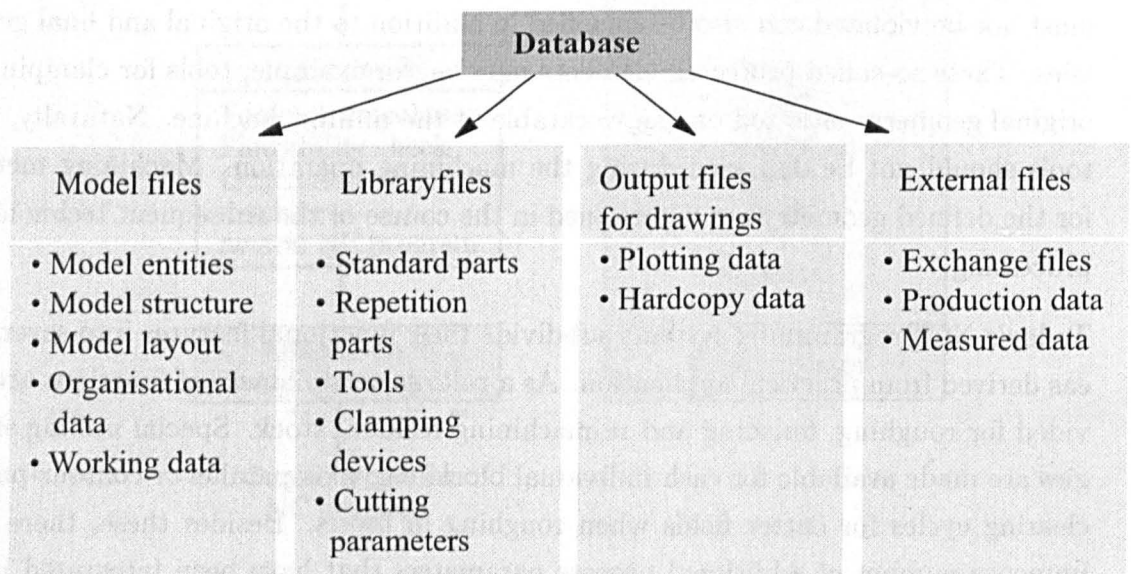 Database
Model files
• Model entities
• Model structure
• Model layout
• Organisational
data
• Working data
Libraryfiles
• Standard parts
• Repetition
parts
• Tools
• Clamping
devices
• Cutting
parameters
Output files
for drawings
• Plotting data
• Hardcopy data
External files
• Exchange files
• Production data
• Measured data